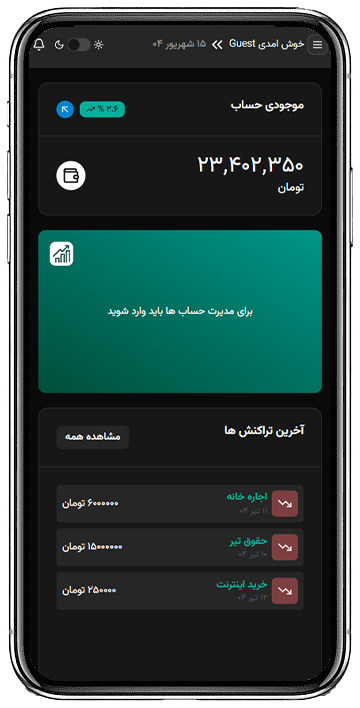 خوش امدی Guest
۱۵ شهریور ۰۴
موجودی حساب
۲.۶ %
۲۳,۴۰۲,۳۵۰
تومان
برای مدیرت حساب ها باید وارد شوید
آخرین تراکنش ها
مشاهده همه
اجاره خانه
۱۱ تیر ۰۴
۶۰۰۰۰۰۰ تومان
حقوق تیر
۱۰ تیر ۰۴
۱۵۰۰۰۰۰۰ تومان
خرید اینترنت
۱۲ تیر ۰۴
۲۵۰۰۰۰ تومان